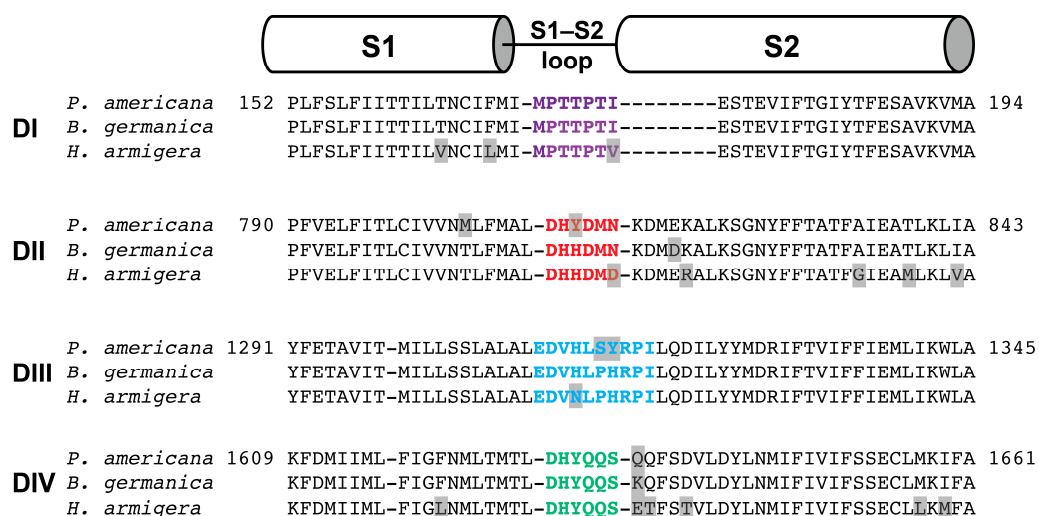 S1 S1–S2 loop S2
P. americana 152 PLFSLFIITTILTNCIFMI-MPTTPTI--------ESTEVIFTGIYTFESAVKVMA 194
DI B. germanica PLFSLFIITTILTNCIFMI-MPTTPTI--------ESTEVIFTGIYTFESAVKVMA
H. armigera PLFSLFIITTILVNCILMI-MPTTPTV--------ESTEVIFTGIYTFESAVKVMA
P. americana 790 PFVELFITLCIVVNMLFMAL-DHYDMN-KDMEKALKSGNYFFTATFAIEATLKLIA 843
DII B. germanica PFVELFITLCIVVNTLFMAL-DHHDMN-KDMDKALKSGNYFFTATFAIEATLKLIA
H. armigera PFVELFITLCIVVNTLFMAL-DHHDMD-KDMERALKSGNYFFTATFGIEAMLKLVA
P. americana 1291 YFETAVIT-MILLSSLALALEDVHLSYRPILQDILYYMDRIFTVIFFIEMLIKWLA 1345
DIII B. germanica YFETAVIT-MILLSSLALALEDVHLPHRPILQDILYYMDRIFTVIFFIEMLIKWLA
H. armigera YFETAVIT-MILLSSLALALEDVNLPHRPILQDILYYMDRIFTVIFFIEMLIKWLA
P. americana 1609 KFDMIIML-FIGFNMLTMTL-DHYQQS-QQFSDVLDYLNMIFIVIFSSECLMKIFA 1661
DIV B. germanica KFDMIIML-FIGFNMLTMTL-DHYQQS-KQFSDVLDYLNMIFIVIFSSECLMKIFA
H. armigera KFDMIIML-FIGLNMLTMTL-DHYQQS-ETFSTVLDYLNMIFIVIFSSECLLKMFA